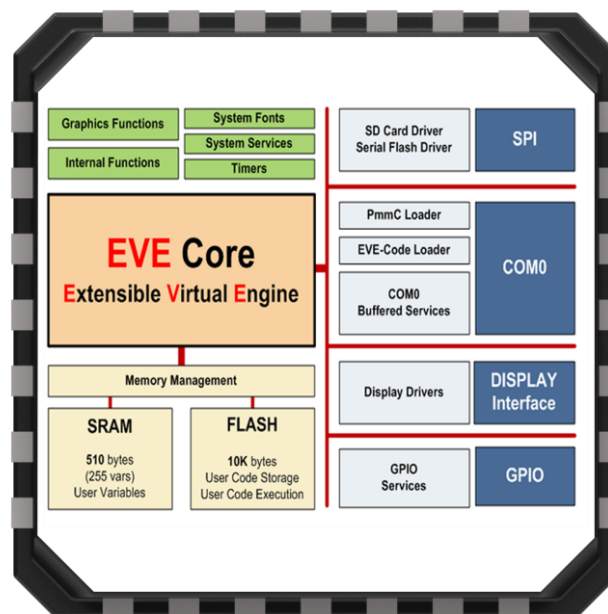 Graphics Functions
Internal Functions
System Fonts
System Services
Timers
EVE Core
Extensible Virtual Engine
Memory Management
SRAM
510 bytes
(255 vars)
User Variables
FLASH
10K bytes
User Code Storage
User Code Execution
SD Card Driver
Serial Flash Driver
SPI
PmmC Loader
EVE-Code Loader
COM0
Buffered Services
COM0
Display Drivers
DISPLAY
Interface
GPIO
Services
GPIO